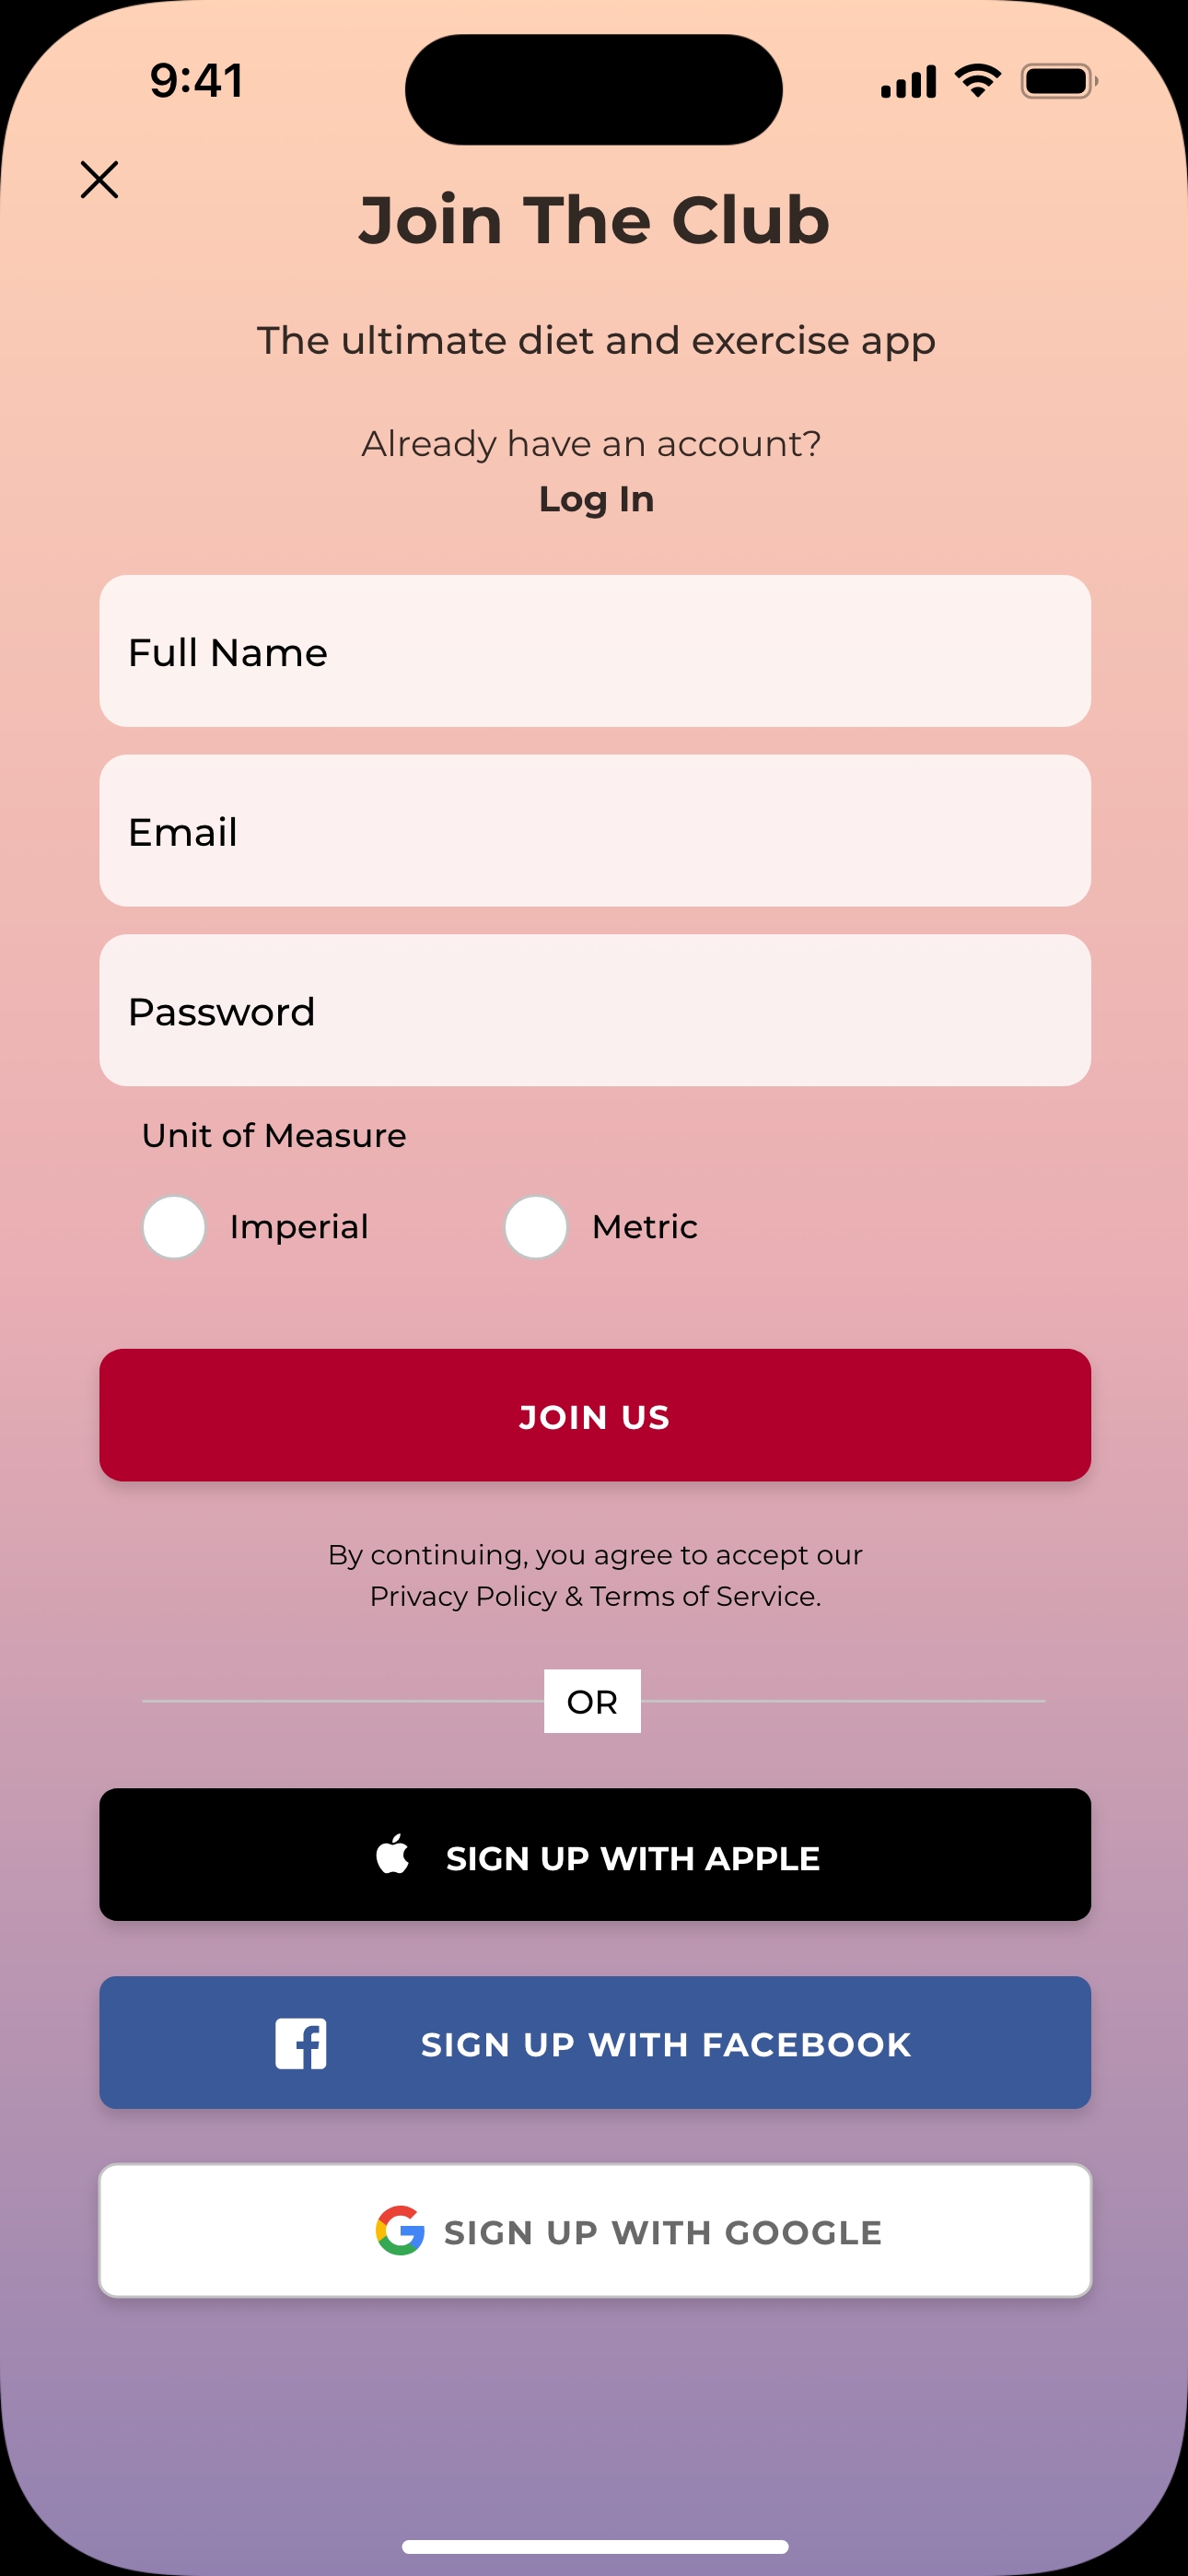 9:41
Join The Club
The ultimate diet and exercise app
Already have an account?
Log In
Full Name
Email
Password
Unit of Measure
Imperial
Metric
JOIN US
By continuing, you agree to accept our
Privacy Policy & Terms of Service.
OR
SIGN UP WITH APPLE
SIGN UP WITH FACEBOOK
SIGN UP WITH GOOGLE